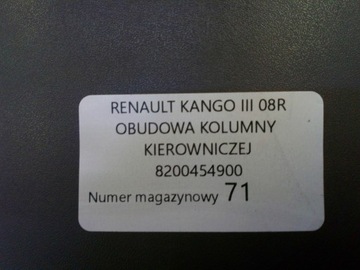 RENAULT KANGO III 08R
OBUDOWA KOLUMNY
KIEROWNICZEJ
8200454900
Numer magazynowy 71